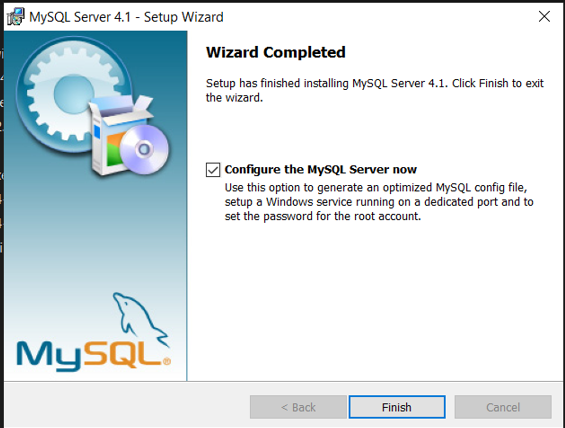 MySQL Server 4.1 - Setup Wizard
Wizard Completed
Setup has finished installing MySQL Server 4.1. Click Finish to exit
the wizard.
Configure the MySQL Server now
Use this option to generate an optimized MySQL config file,
setup a Windows service running on a dedicated port and to
set the password for the root account.
MySQL®
< Back
Finish
Cancel